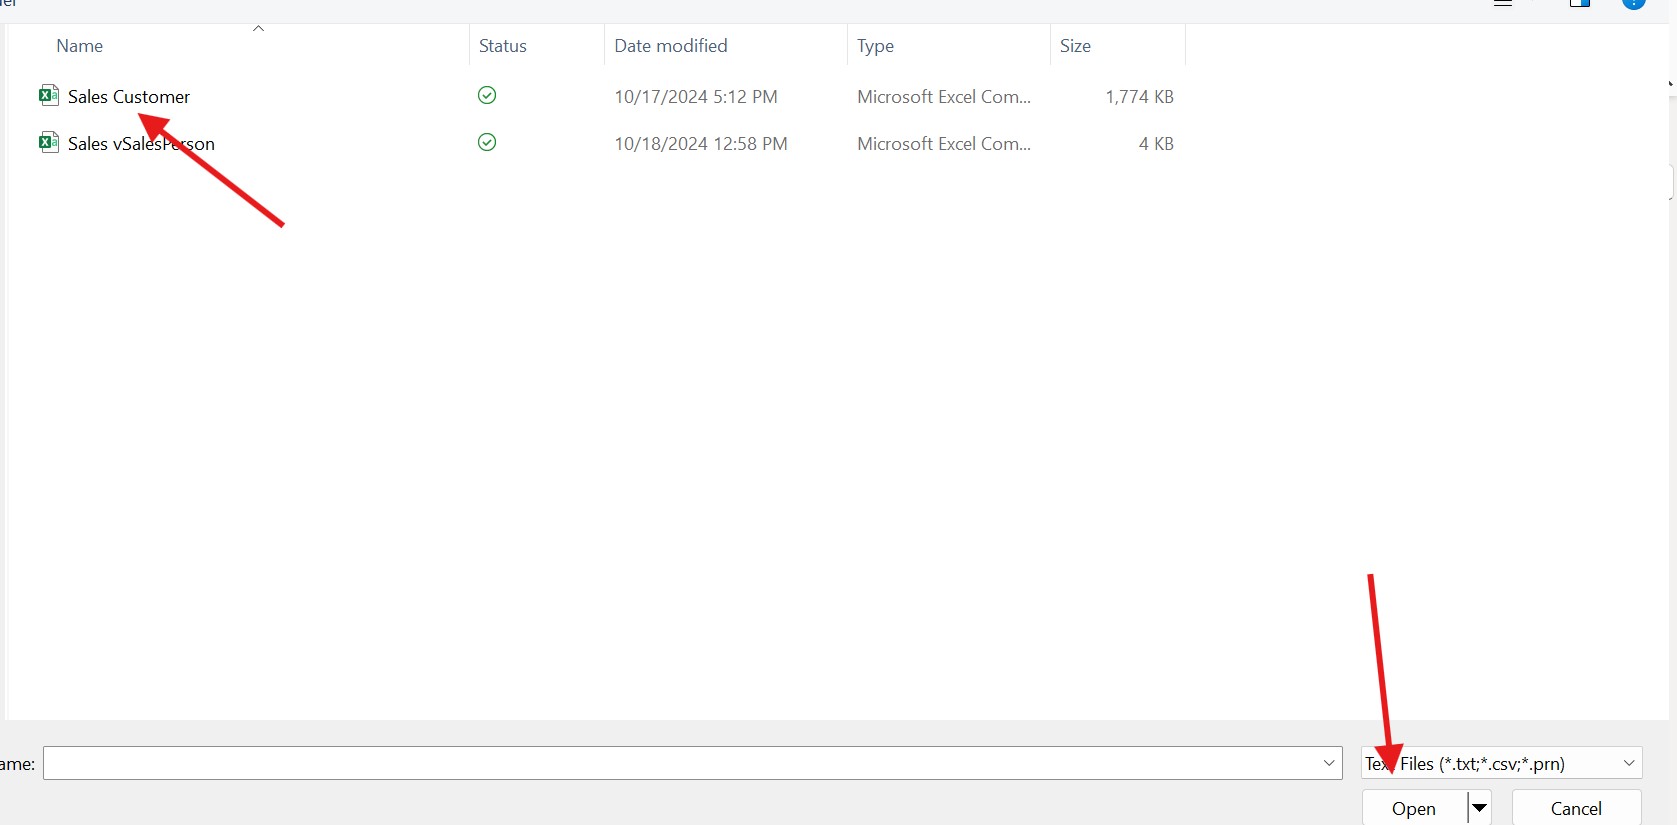 Name Status Date modified Type Size
Sales Customer 10/17/2024 5:12 PM Microsoft Excel Com... 1,774 KB
Sales vSalesPerson 10/18/2024 12:58 PM Microsoft Excel Com... 4 KB
ame: Text Files (*.txt;*.csv;*.prn)
Open Cancel